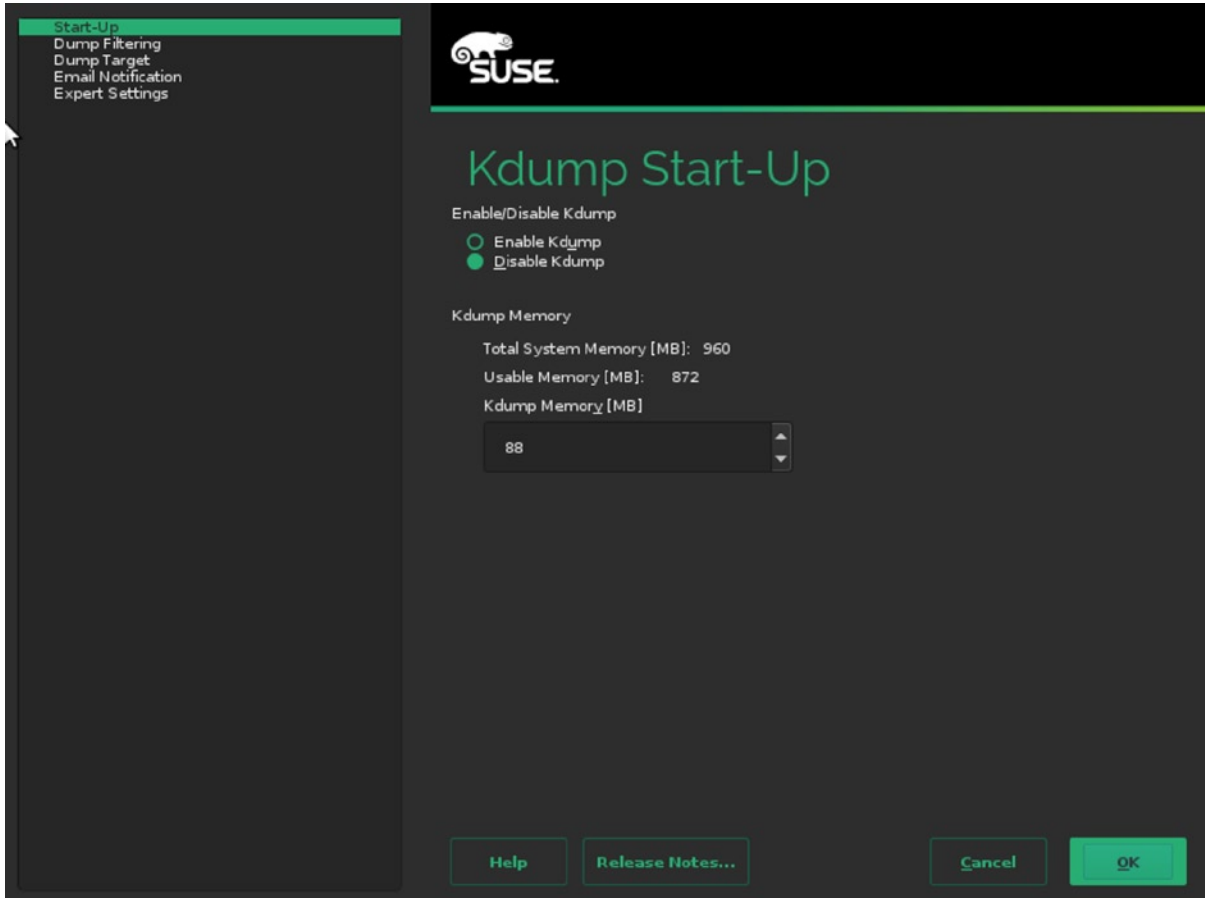 Start-Up
Dump Filtering
Dump Target
Email Notification
Expert Settings
SUSE.
Kdump Start-Up
Enable/Disable Kdump
Enable Kdump
Disable Kdump
Kdump Memory
Total System Memory [MB]: 960
Usable Memory [MB]: 872
Kdump Memory [MB]
88
Help Release Notes... Cancel OK